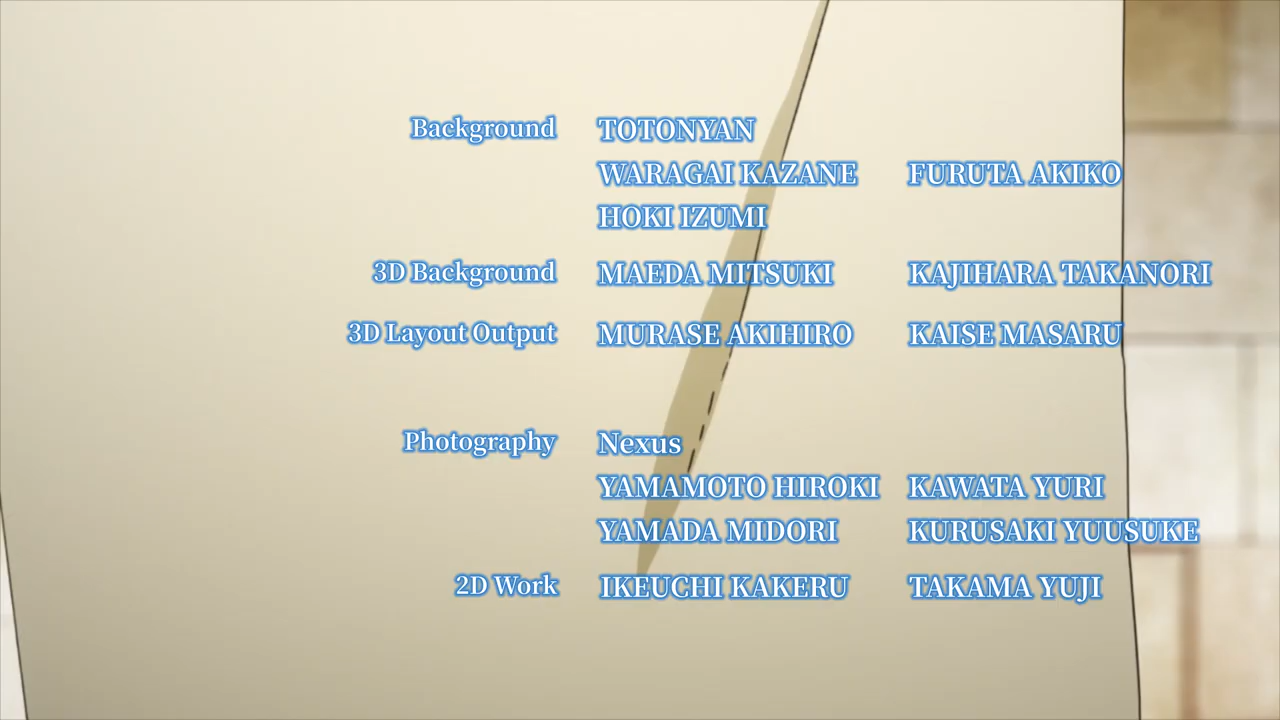 Background TOTONYAN
WARAGAI KAZANE FURUTA AKIKO
HOKI IZUMI
3D Background MAEDA MITSUKI KAJIHARA TAKANORI
3D Layout Output MURASE AKIHIRO KAISE MASARU
Photography Nexus
YAMAMOTO HIROKI KAWATA YURI
YAMADA MIDORI KURUSAKI YUUSUKE
2D Work IKEUCHI KAKERU TAKAMA YUJI